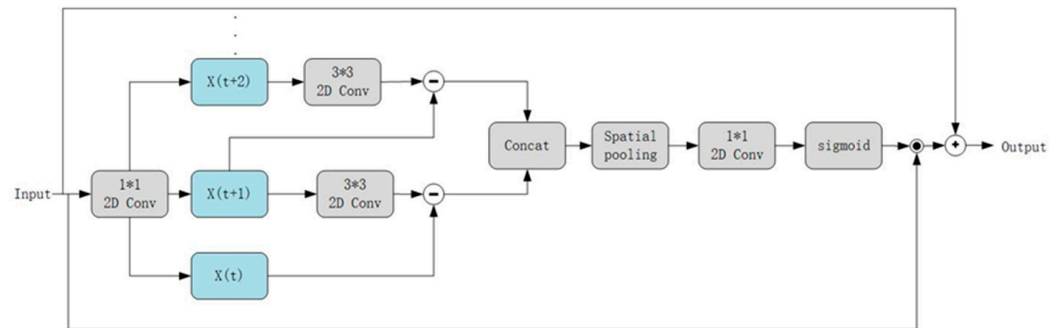 X(t+2)
3*3
2D Conv
Concat
Spatial
pooling
1*1
2D Conv
sigmoid
Output
Input
1*1
2D Conv
X(t+1)
3*3
2D Conv
X(t)